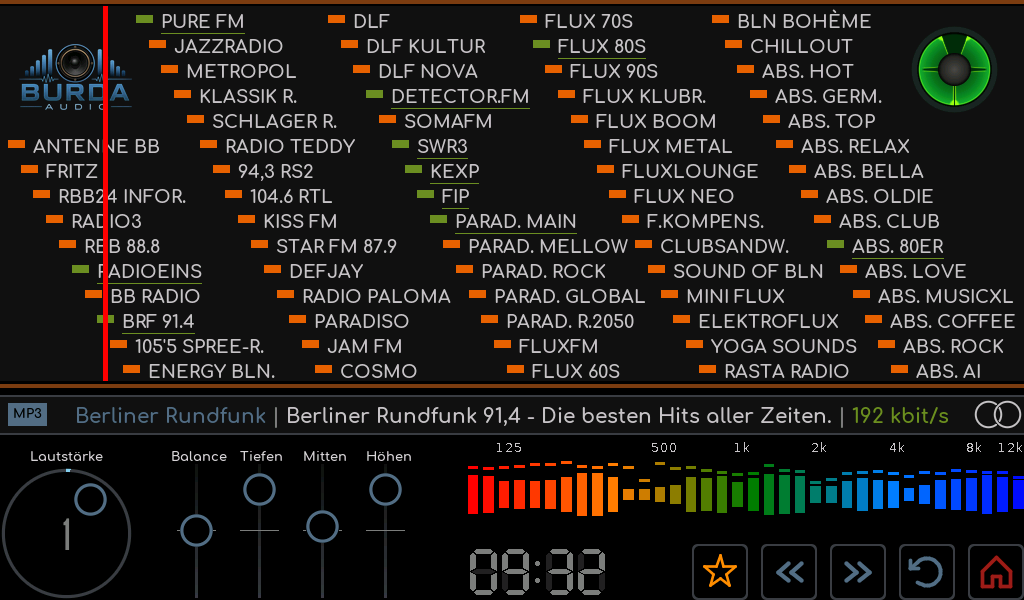 PURE FM DLF FLUX 70S BLN BOHÈME
JAZZRADIO DLF KULTUR FLUX 80S CHILLOUT
METROPOL DLF NOVA FLUX 90S ABS. HOT
BURDA
AUDIO
KLASSIK R. DETECTOR.FM FLUX KLUBR. ABS. GERM.
SCHLAGER R. SOMAFM FLUX BOOM ABS. TOP
ANTENNE BB RADIO TEDDY SWR3 FLUX METAL ABS. RELAX
FRITZ 94,3 RS2 KEXP FLUXLOUNGE ABS. BELLA
RBB24 INFOR. 104.6 RTL FIP FLUX NEO ABS. OLDIE
RADIO3 KISS FM PARAD. MAIN F.KOMPENS. ABS. CLUB
RBB 88.8 STAR FM 87.9 PARAD. MELLOW CLUBSANDW. ABS. 80ER
RADIOEINS DEFJAY PARAD. ROCK SOUND OF BLN ABS. LOVE
BB RADIO RADIO PALOMA PARAD. GLOBAL MINI FLUX ABS. MUSICXL
BRF 91.4 PARADISO PARAD. R.2050 ELEKTROFLUX ABS. COFFEE
105'5 SPREE-R. JAM FM FLUXFM YOGA SOUNDS ABS. ROCK
ENERGY BLN. COSMO FLUX 60S RASTA RADIO ABS. AI
MP3 Berliner Rundfunk | Berliner Rundfunk 91,4 - Die besten Hits aller Zeiten. | 192 kbit/s
125 500 1k 2k 4k 8k 12k
Lautstärke Balance Tiefen Mitten Höhen
1
09:32